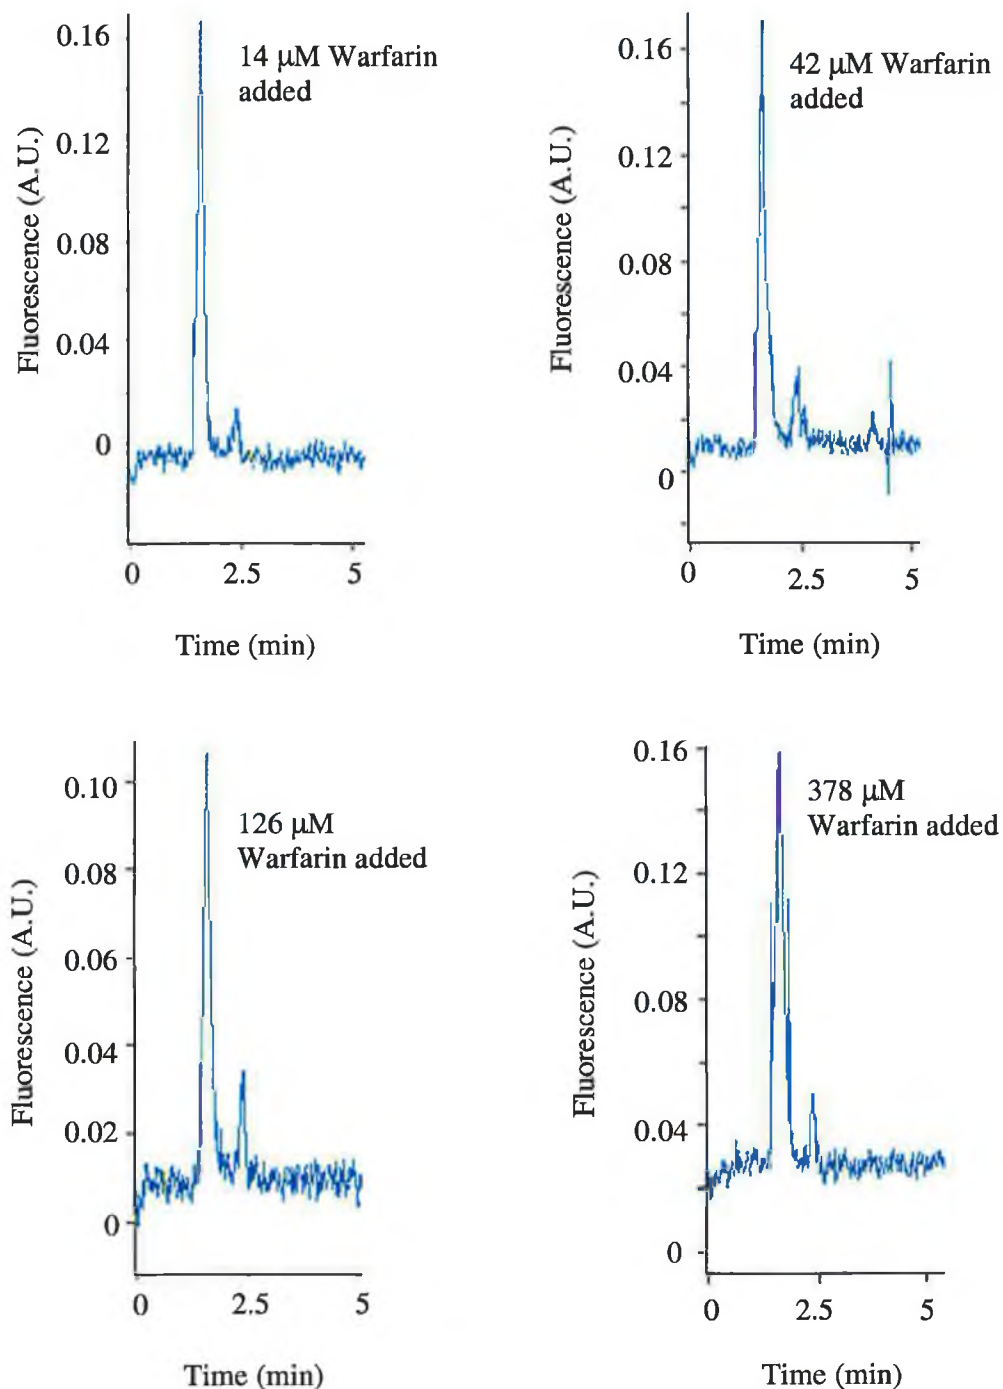 0.16
0.12
0.08
0.04
0
Fluorescence (A.U.)
14 μM Warfarin
added
0
2.5
5
Time (min)
0.16
0.12
0.08
0.04
0
Fluorescence (A.U.)
42 μM Warfarin
added
0
2.5
5
Time (min)
0.10
0.08
0.06
0.04
0.02
0
Fluorescence (A.U.)
126 μM
Warfarin added
0
2.5
5
Time (min)
0.16
0.12
0.08
0.04
0
Fluorescence (A.U.)
378 μM
Warfarin added
0
2.5
5
Time (min)